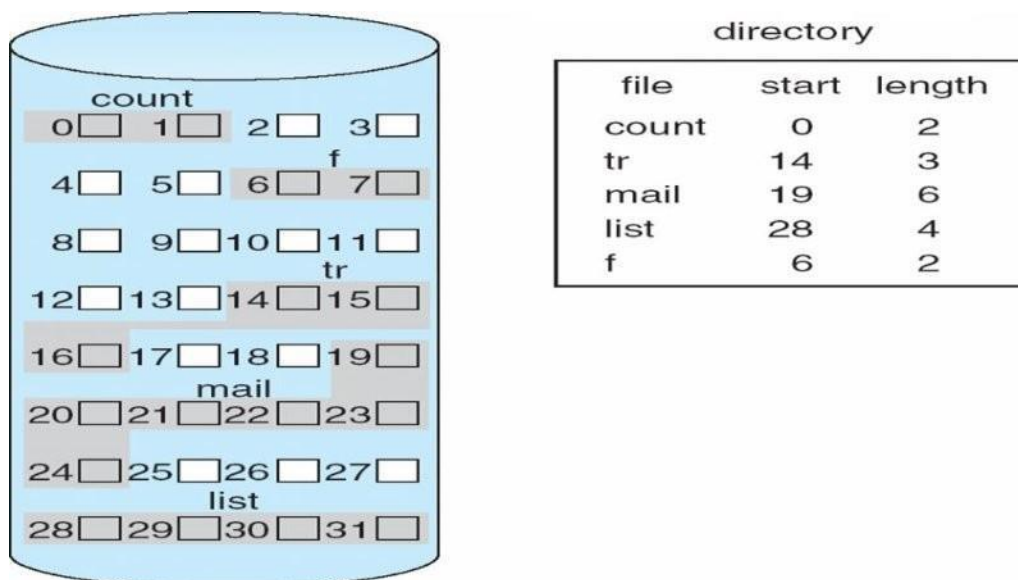 count
0 1 2 3
f
4 5 6 7
8 9 10 11
tr
12 13 14 15
16 17 18 19
mail
20 21 22 23
24 25 26 27
list
28 29 30 31
directory
file start length
count 0 2
tr 14 3
mail 19 6
list 28 4
f 6 2